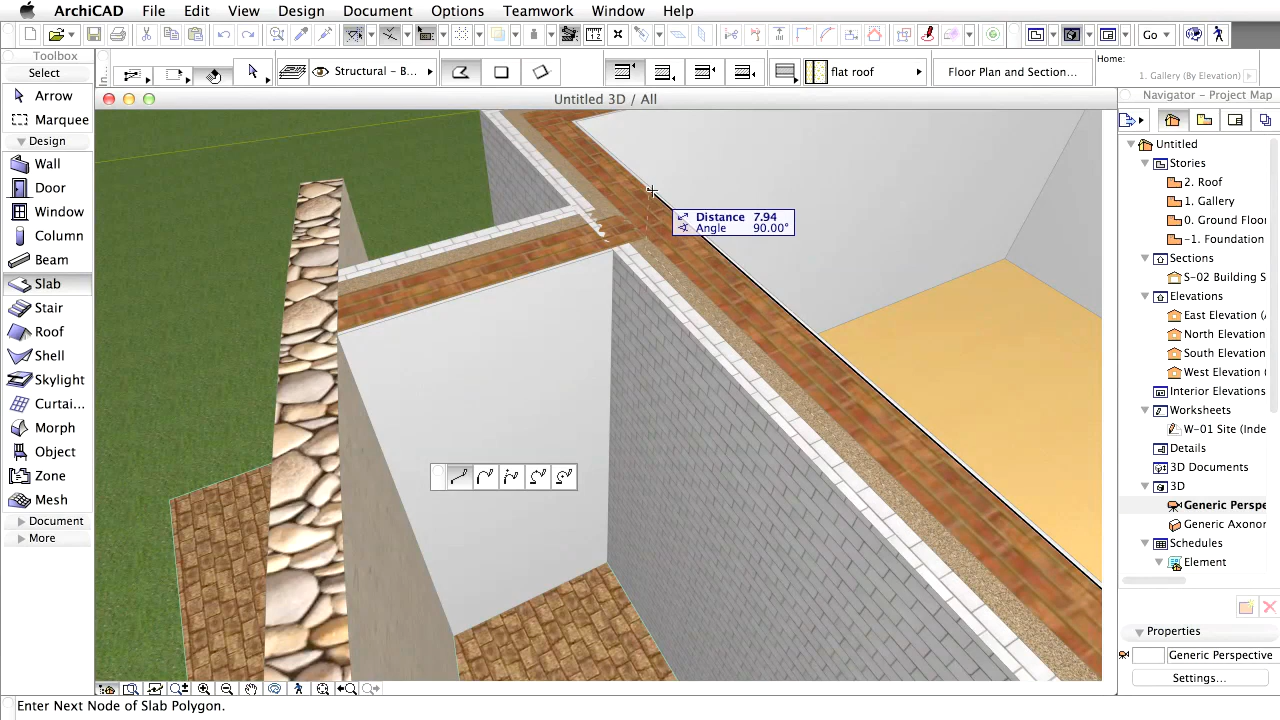 ArchiCAD File Edit View Design Document Options Teamwork Window Help
Go
Toolbox
Structural - B...
flat roof
Floor Plan and Section...
Home:
1. Gallery (By Elevation)
Untitled 3D / All
Navigator - Project Map
Select
Arrow
Marquee
Design
Wall
Door
Window
Column
Beam
Slab
Stair
Roof
Shell
Skylight
Curtai...
Morph
Object
Zone
Mesh
Document
More
Distance 7.94
Angle 90.00°
Untitled
Stories
2. Roof
1. Gallery
0. Ground Floo
-1. Foundation
Sections
S-02 Building S
Elevations
East Elevation (
North Elevation
South Elevation
West Elevation
Interior Elevations
Worksheets
W-01 Site (Inde
Details
3D Documents
3D
Generic Perspe
Generic Axonor
Schedules
Element
Properties
Generic Perspective
Settings...
Enter Next Node of Slab Polygon.